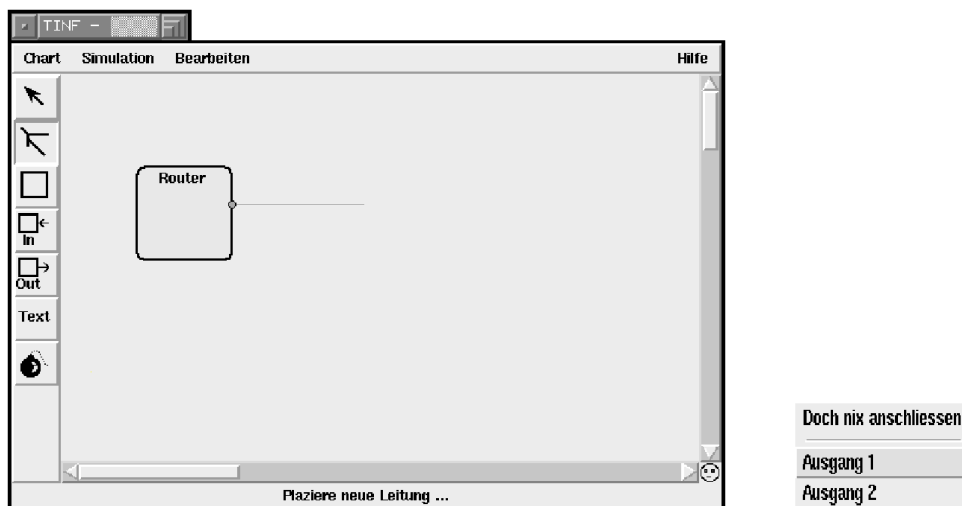 TINF -
Chart Simulation Bearbeiten Hilfe
Router
In
Out
Text
Plaziere neue Leitung ...
Doch nix anschliessen
Ausgang 1
Ausgang 2